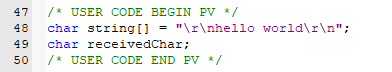 47 /* USER CODE BEGIN PV */
48 char string[] = "\r\nhello world\r\n";
49 char receivedChar;
50 /* USER CODE END PV */